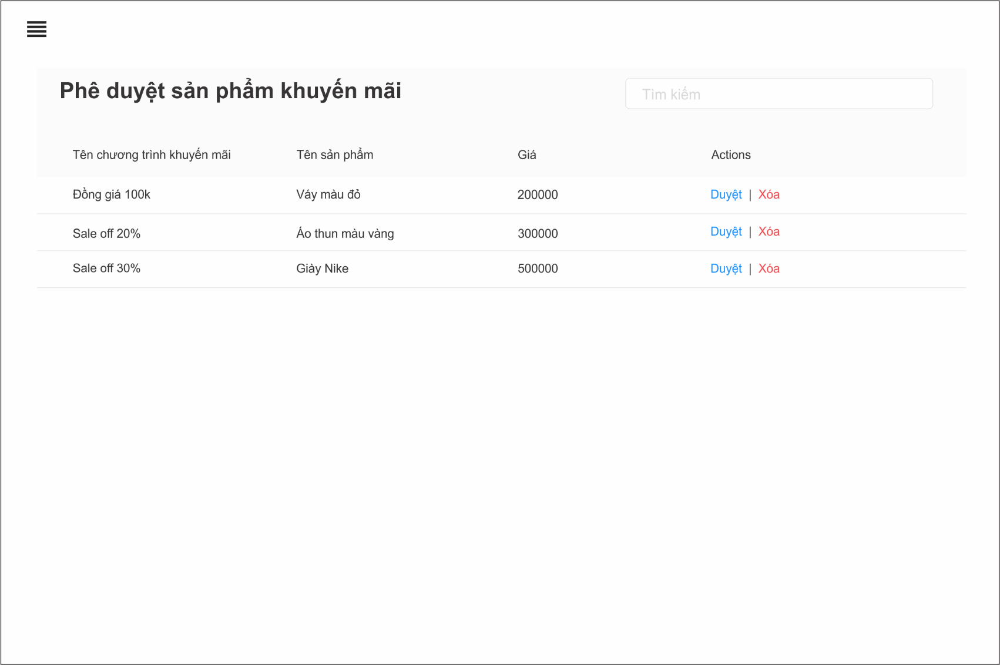 Phê duyệt sản phẩm khuyến mãi
Tìm kiếm
Tên chương trình khuyến mãi Tên sản phẩm Giá Actions
Đồng giá 100k Váy màu đỏ 200000 Duyệt | Xóa
Sale off 20% Áo thun màu vàng 300000 Duyệt | Xóa
Sale off 30% Giày Nike 500000 Duyệt | Xóa